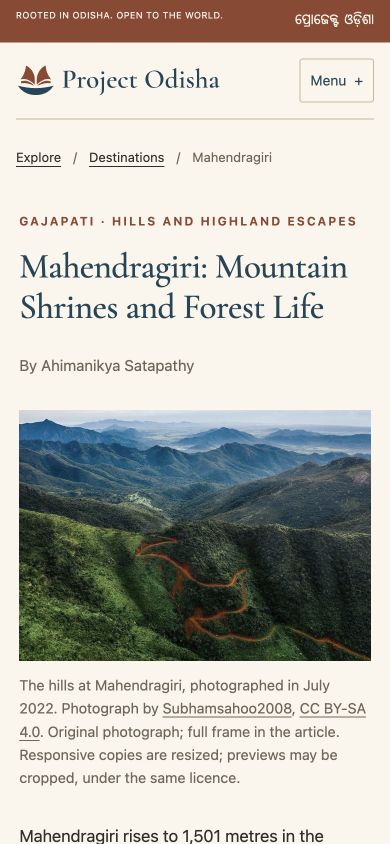 ROOTED IN ODISHA. OPEN TO THE WORLD.
ପ୍ରୋଜେକ୍ଟ ଓଡ଼ିଶା
Project Odisha
Menu +
Explore / Destinations / Mahendragiri
GAJAPATI · HILLS AND HIGHLAND ESCAPES
Mahendragiri: Mountain
Shrines and Forest Life
By Ahimanikya Satapathy
The hills at Mahendragiri, photographed in July
2022. Photograph by Subhamsahoo2008, CC BY-SA
4.0. Original photograph; full frame in the article.
Responsive copies are resized; previews may be
cropped, under the same licence.
Mahendragiri rises to 1,501 metres in the